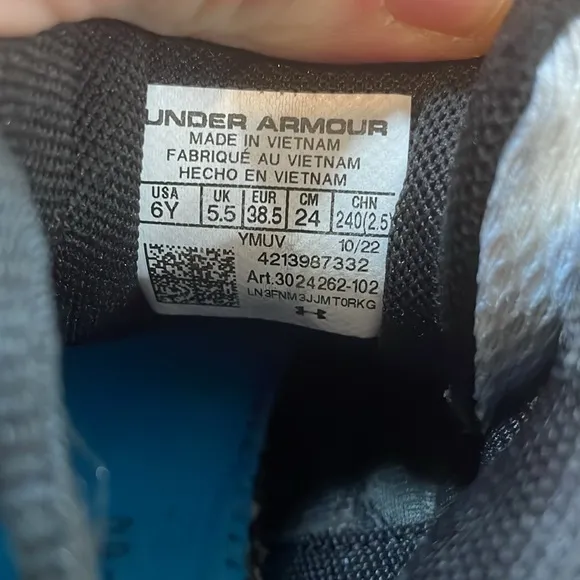 UNDER ARMOUR
MADE IN VIETNAM
FABRIQUÉ AU VIETNAM
HECHO EN VIETNAM
USA UK EUR CM CHN
6Y 5.5 38.5 24 240(2.5)
YMUV 10/22
4213987332
Art.3024262-102
LN3FNM3JJMT0RKG